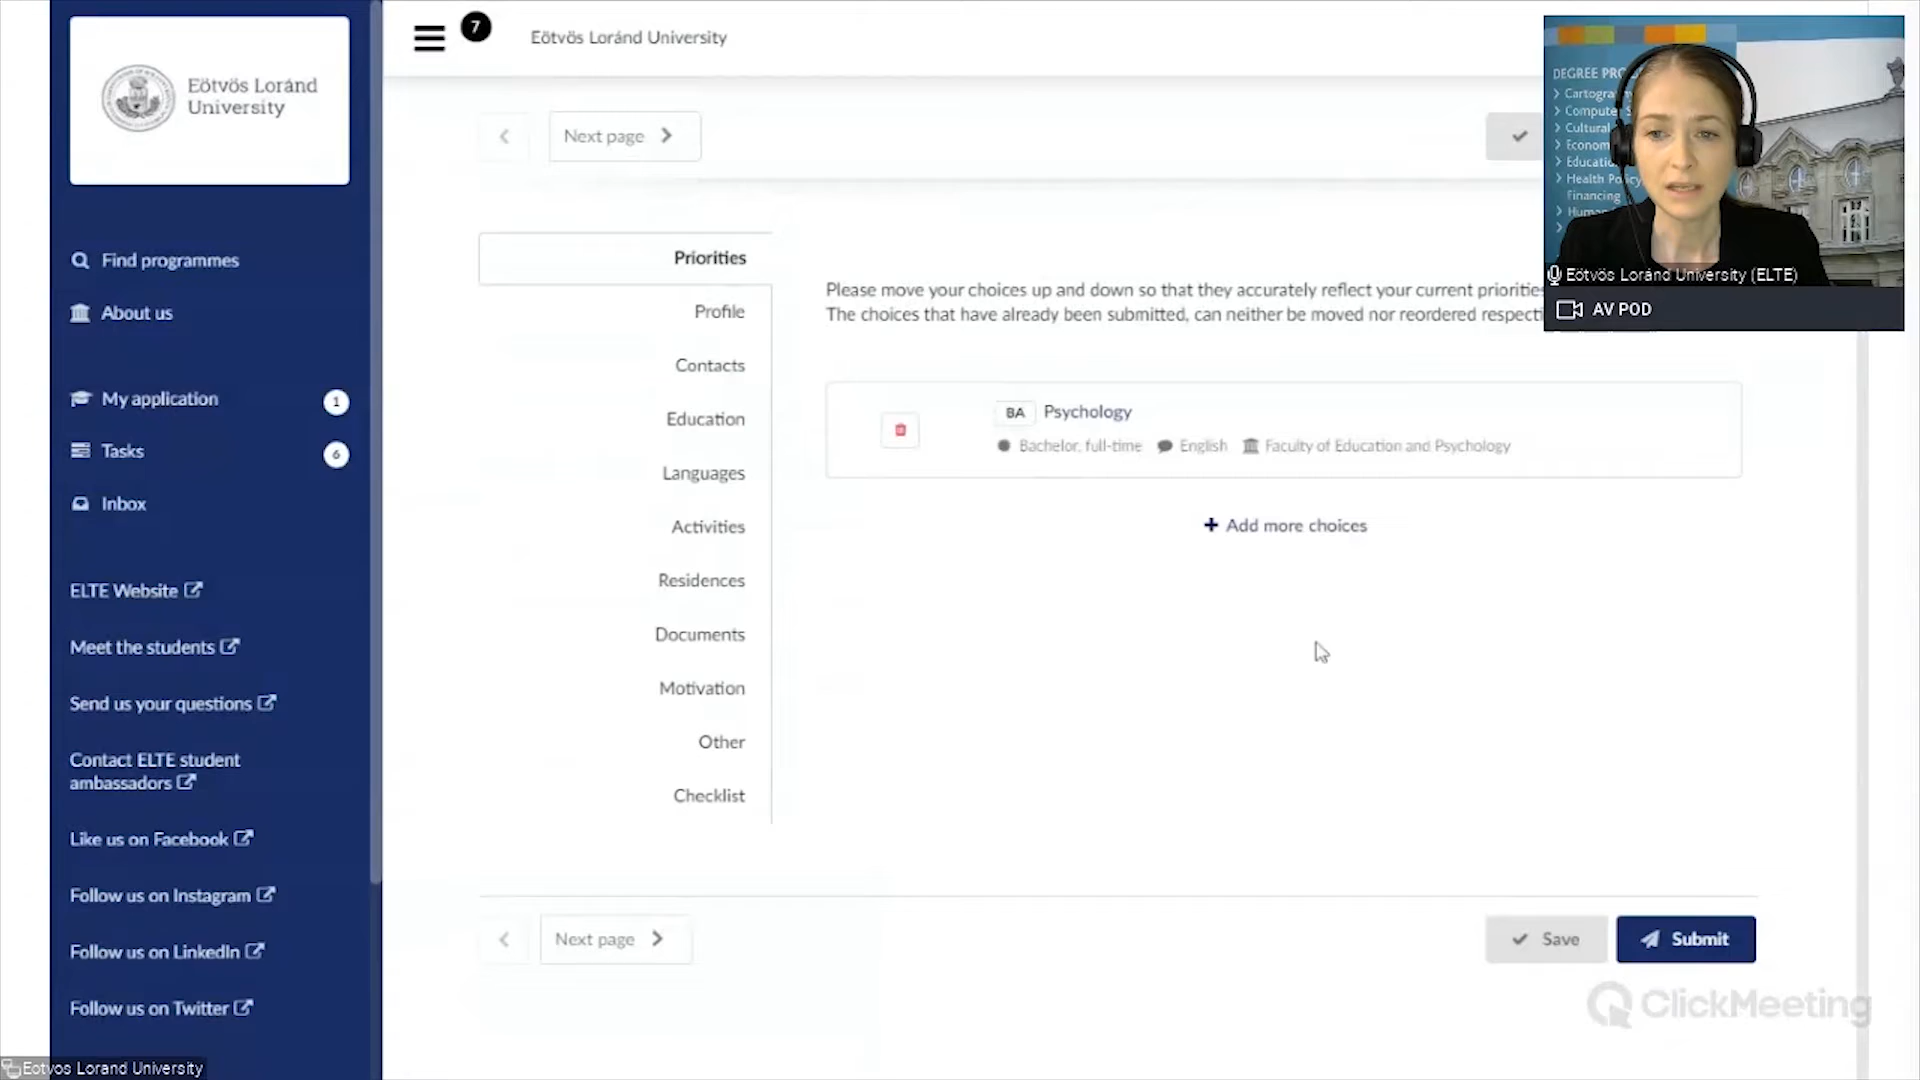 Eötvös Loránd
University
Find programmes
About us
My application
1
Tasks
6
Inbox
ELTE Website
Meet the students
Send us your questions
Contact ELTE student
ambassadors
Like us on Facebook
Follow us on Instagram
Follow us on LinkedIn
Follow us on Twitter
Eotvos Lorand University
7
Eötvös Loránd University
Next page
Priorities
Profile
Contacts
Education
Languages
Activities
Residences
Documents
Motivation
Other
Checklist
Please move your choices up and down so that they accurately reflect your current
The choices that have already been submitted, can neither be moved nor reordered
BA Psychology
Bachelor, full-time English Faculty of Education and Psychology
Add more choices
Next page
Save
Submit
ClickMeeting
DEGREE
Health Policy
Financing
Eötvös Loránd University (ELTE)
AV POD